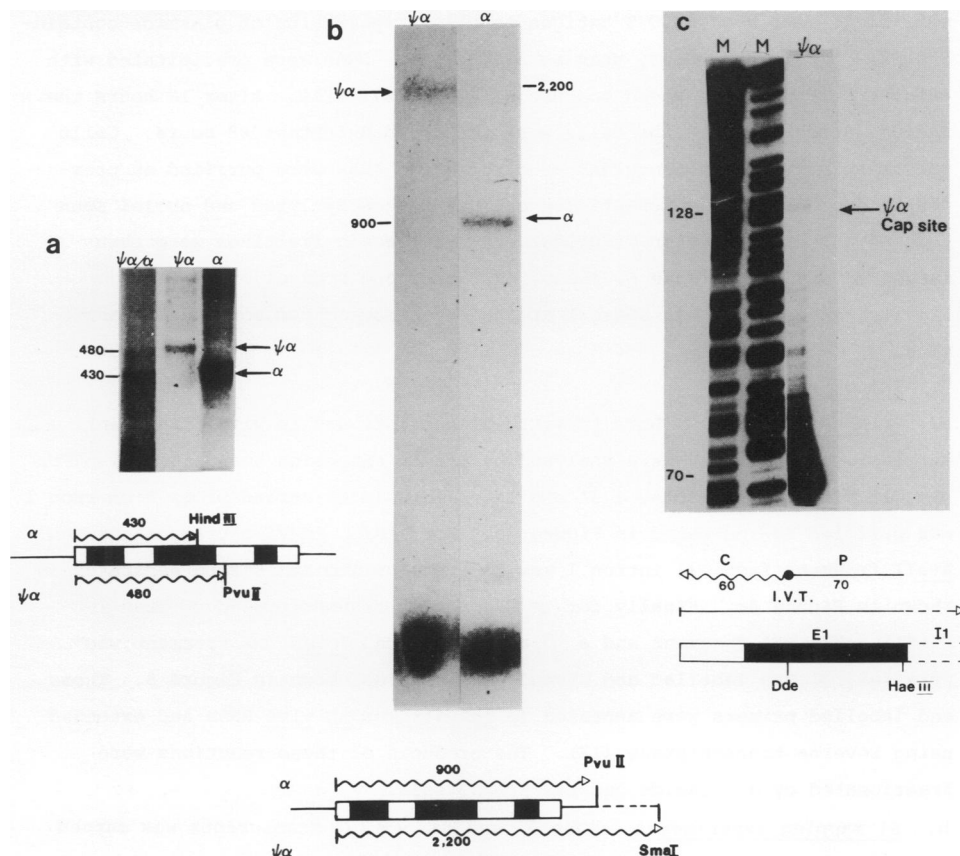 a
ψα/α ψα α
480
430
ψα
α
430
Hind III
α
ψα
480
Pvu II
b
ψα α
ψα
2,200
900
α
900
Pvu II
α
ψα
2,200
SmaI
c
M M ψα
128
ψα
Cap site
70
C P
60 70
I.V.T.
E1 I1
Dde Hae III